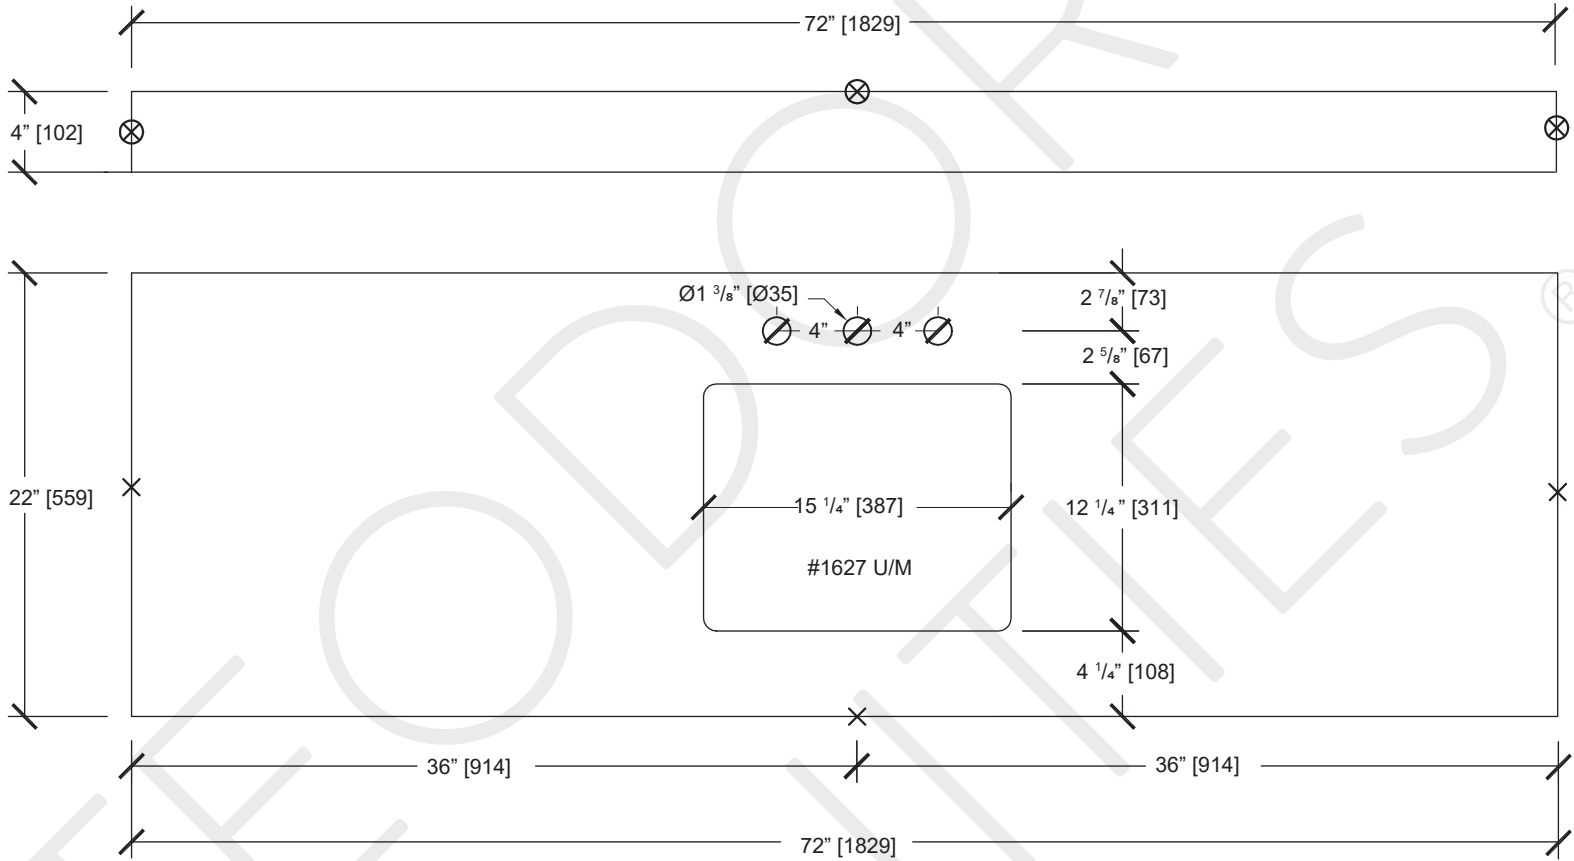 72” [1829]
4” [102]
Ø1 ³/₈” [Ø35]
2 ⁷/₈” [73]
4”
4”
2 ⁵/₈” [67]
22” [559]
15 ¹/₄” [387]
12 ¹/₄” [311]
#1627 U/M
4 ¹/₄” [108]
36” [914]
36” [914]
72” [1829]
®